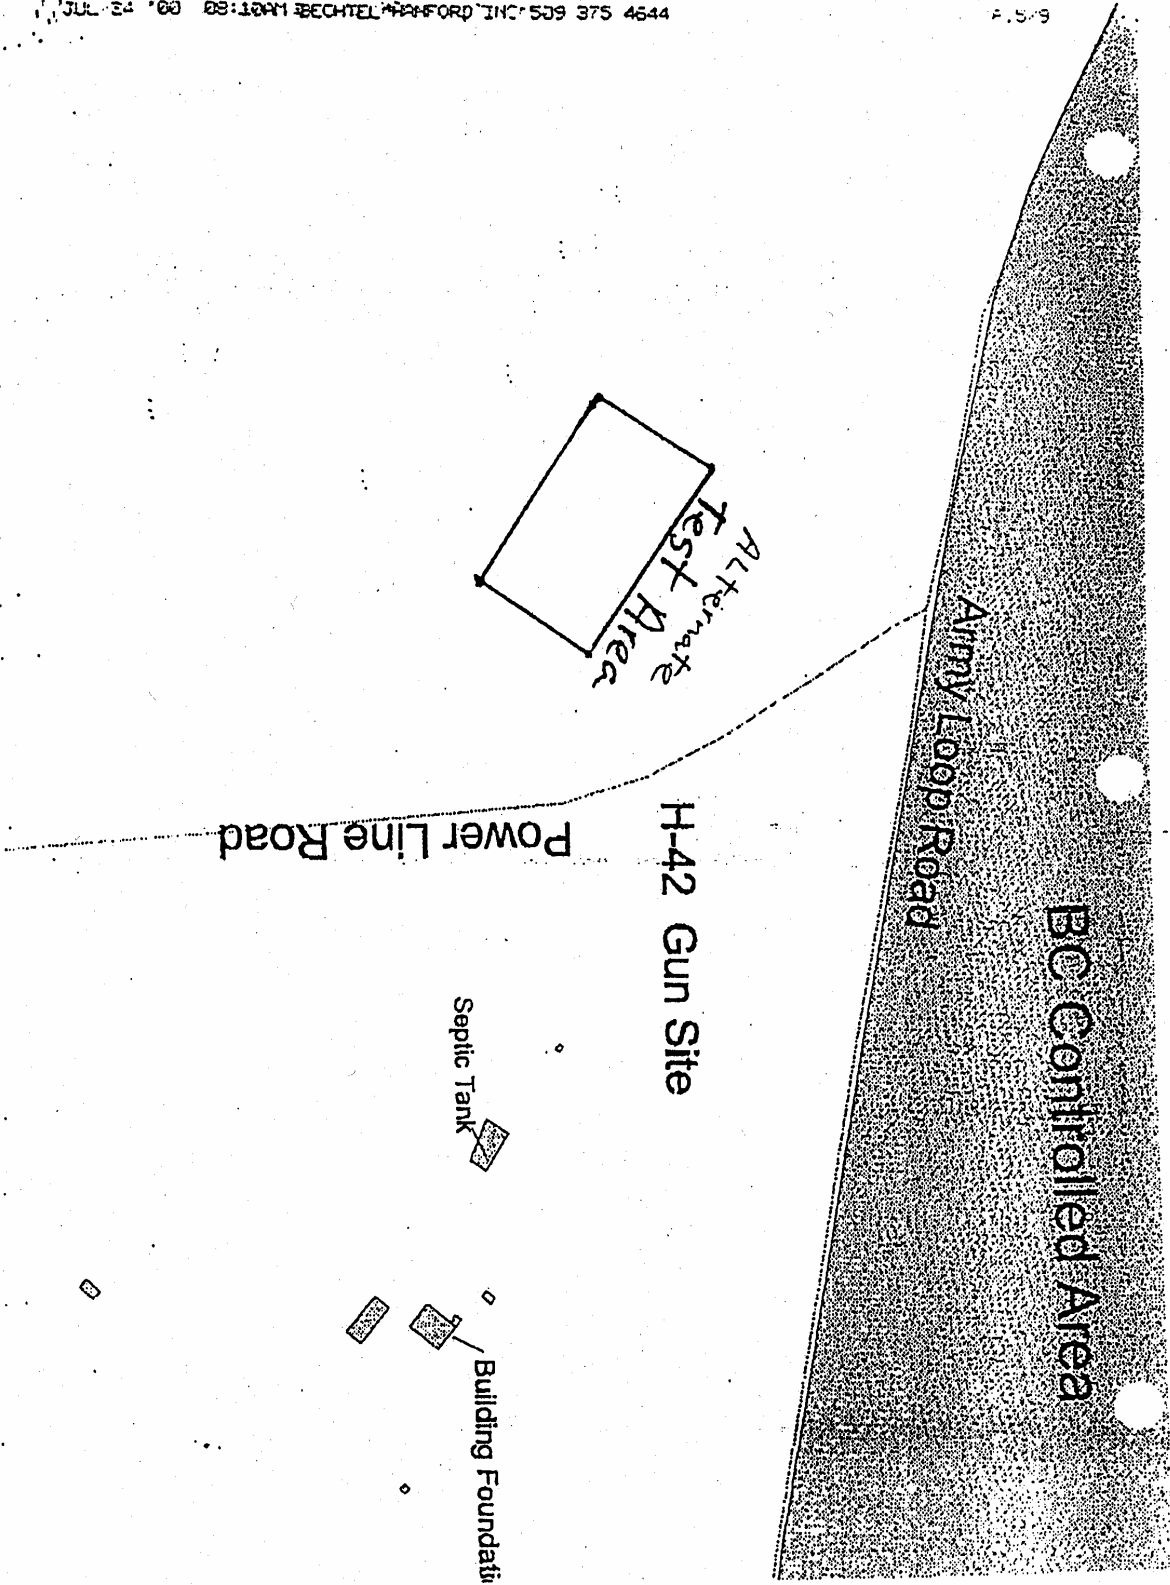 JUL 24 '00 08:10AM BECHTEL HANFORD INC 509 375 4644
P.5/9
BC Controlled Area
Army Loop Road
Alternate
Test Area
H-42 Gun Site
Power Line Road
Septic Tank
Building Foundati